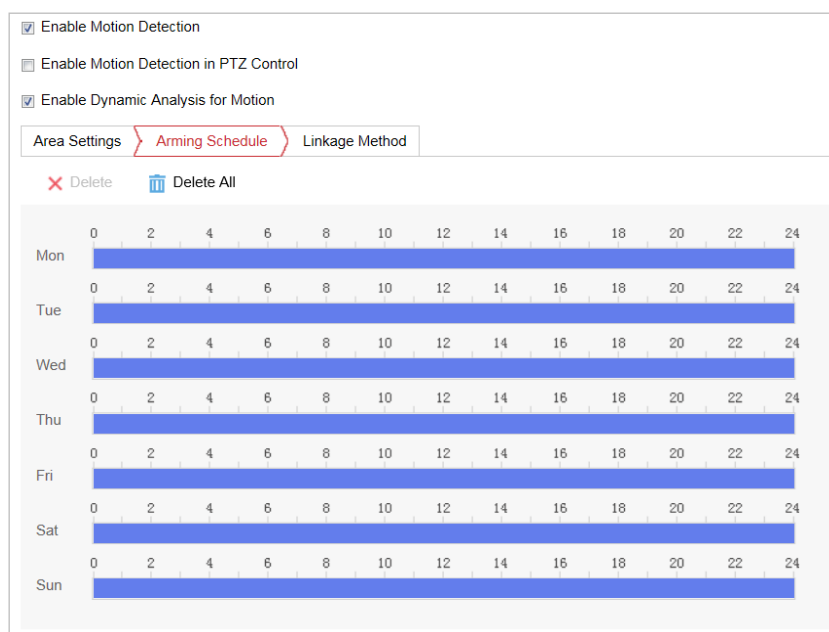 Enable Motion Detection
Enable Motion Detection in PTZ Control
Enable Dynamic Analysis for Motion
Area Settings Arming Schedule Linkage Method
Delete Delete All
0 2 4 6 8 10 12 14 16 18 20 22 24
Mon
0 2 4 6 8 10 12 14 16 18 20 22 24
Tue
0 2 4 6 8 10 12 14 16 18 20 22 24
Wed
0 2 4 6 8 10 12 14 16 18 20 22 24
Thu
0 2 4 6 8 10 12 14 16 18 20 22 24
Fri
0 2 4 6 8 10 12 14 16 18 20 22 24
Sat
0 2 4 6 8 10 12 14 16 18 20 22 24
Sun